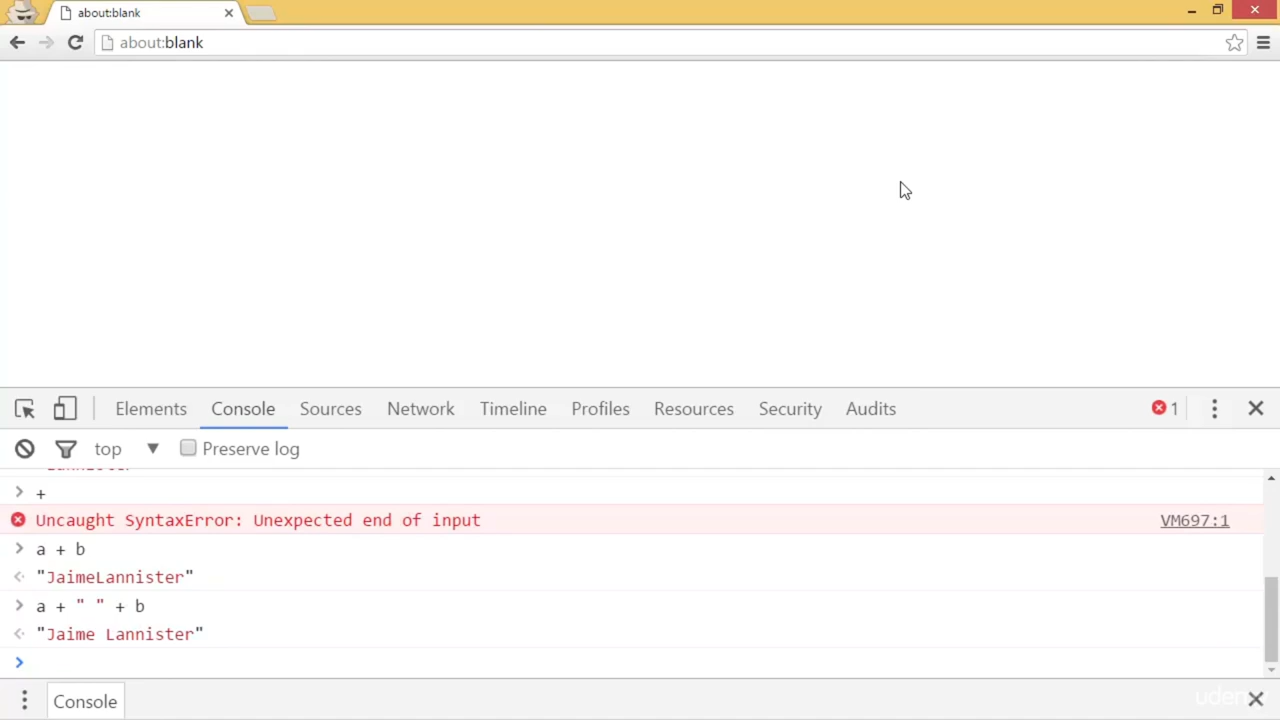 about:blank
about:blank
Elements Console Sources Network Timeline Profiles Resources Security Audits 1
top Preserve log
> +
Uncaught SyntaxError: Unexpected end of input VM697:1
> a + b
"JaimeLannister"
> a + " " + b
"Jaime Lannister"
>
Console
udemy